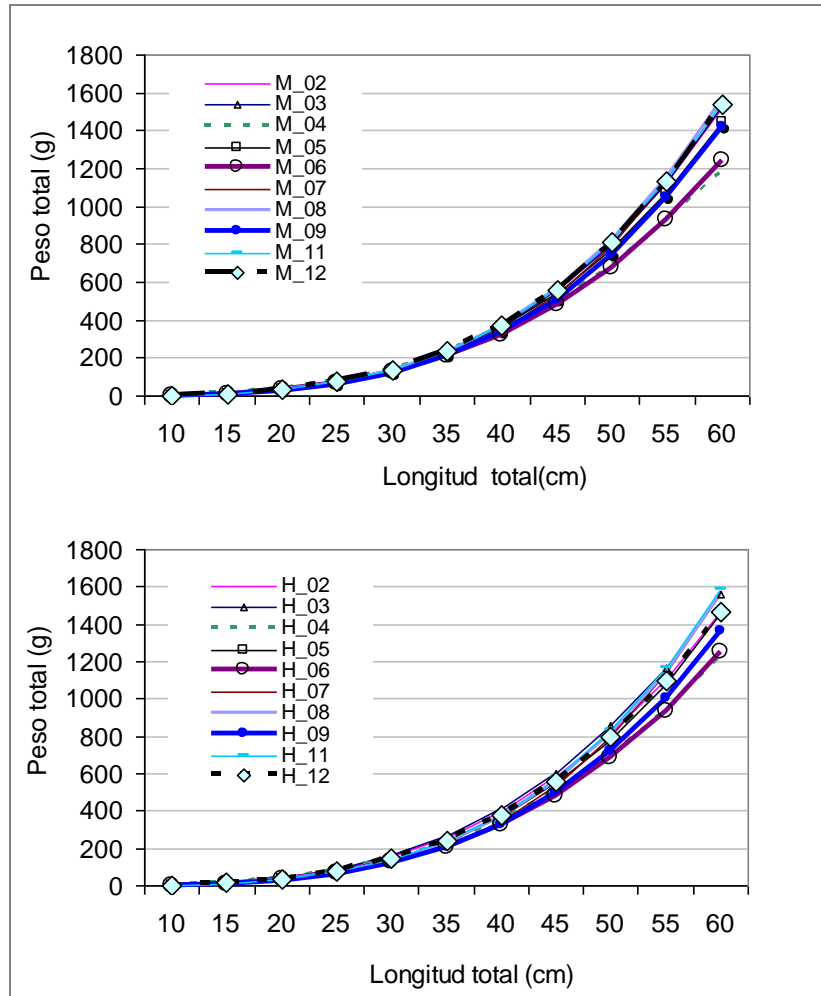 1800
1600
1400
1200
1000
800
600
400
200
0
Peso total (g)
M_02
M_03
M_04
M_05
M_06
M_07
M_08
M_09
M_11
M_12
10 15 20 25 30 35 40 45 50 55 60
Longitud total(cm)
1800
1600
1400
1200
1000
800
600
400
200
0
Peso total (g)
H_02
H_03
H_04
H_05
H_06
H_07
H_08
H_09
H_11
H_12
10 15 20 25 30 35 40 45 50 55 60
Longitud total (cm)